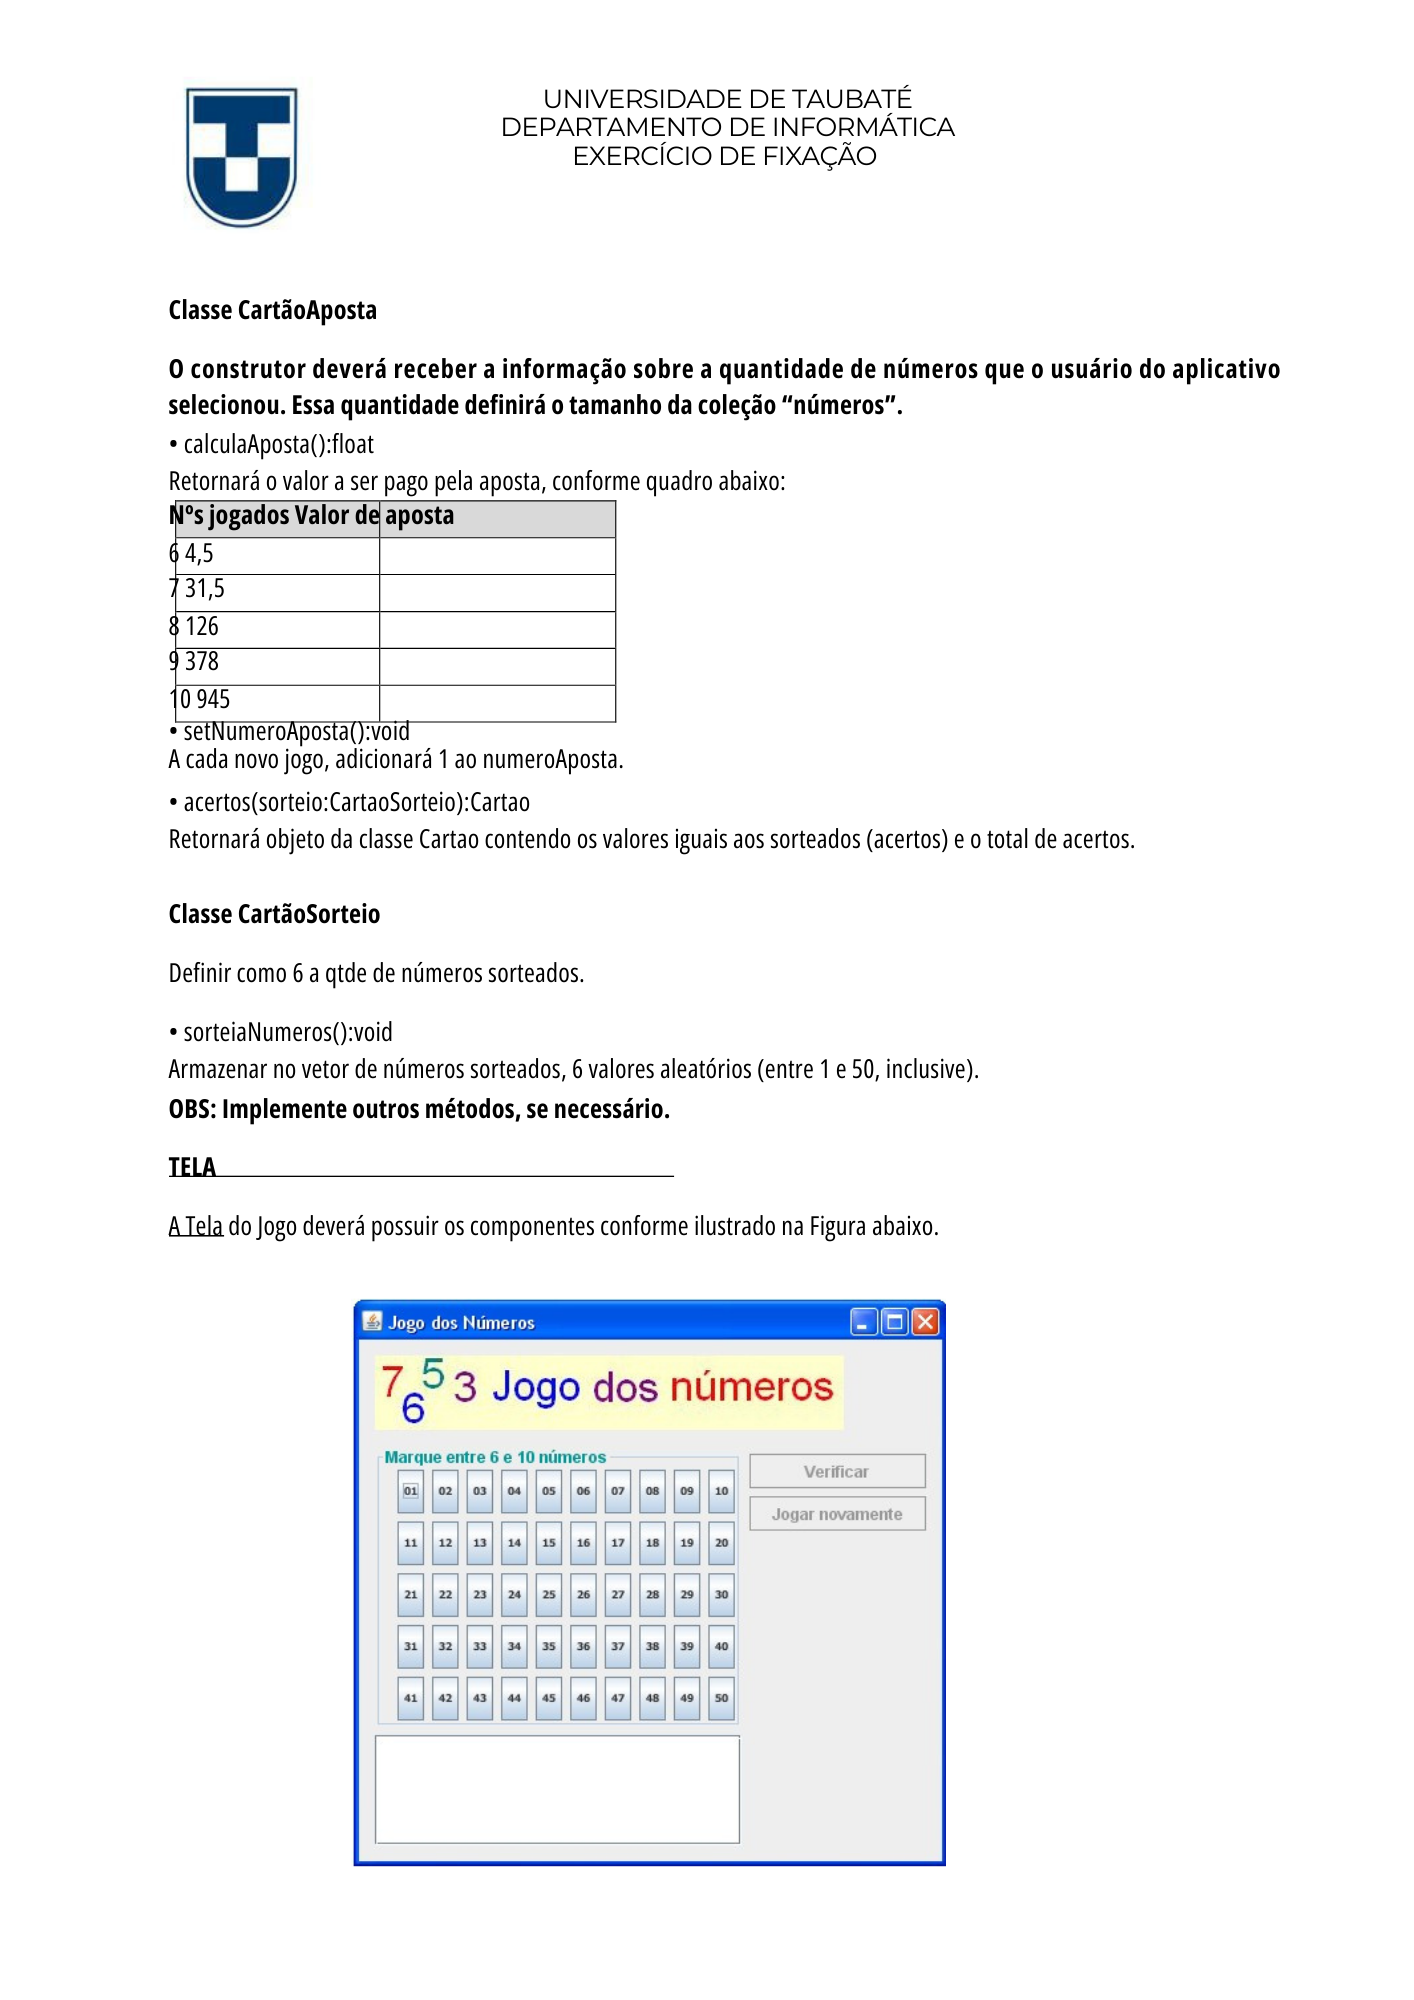 UNIVERSIDADE DE TAUBATÉ
DEPARTAMENTO DE INFORMÁTICA
EXERCÍCIO DE FIXAÇÃO
Classe CartãoAposta
O construtor deverá receber a informação sobre a quantidade de números que o usuário do aplicativo
selecionou. Essa quantidade definirá o tamanho da coleção “números”.
• calculaAposta():float
Retornará o valor a ser pago pela aposta, conforme quadro abaixo:
Nºs jogados Valor de aposta
6 4,5
7 31,5
8 126
9 378
10 945
• setNumeroAposta():void
A cada novo jogo, adicionará 1 ao numeroAposta.
• acertos(sorteio:CartaoSorteio):Cartao
Retornará objeto da classe Cartao contendo os valores iguais aos sorteados (acertos) e o total de acertos.
Classe CartãoSorteio
Definir como 6 a qtde de números sorteados.
• sorteiaNumeros():void
Armazenar no vetor de números sorteados, 6 valores aleatórios (entre 1 e 50, inclusive).
OBS: Implemente outros métodos, se necessário.
TELA
A Tela do Jogo deverá possuir os componentes conforme ilustrado na Figura abaixo.
Jogo dos Números
7 6 5 3 Jogo dos números
Marque entre 6 e 10 números
01 02 03 04 05 06 07 08 09 10
11 12 13 14 15 16 17 18 19 20
21 22 23 24 25 26 27 28 29 30
31 32 33 34 35 36 37 38 39 40
41 42 43 44 45 46 47 48 49 50
Verificar
Jogar novamente